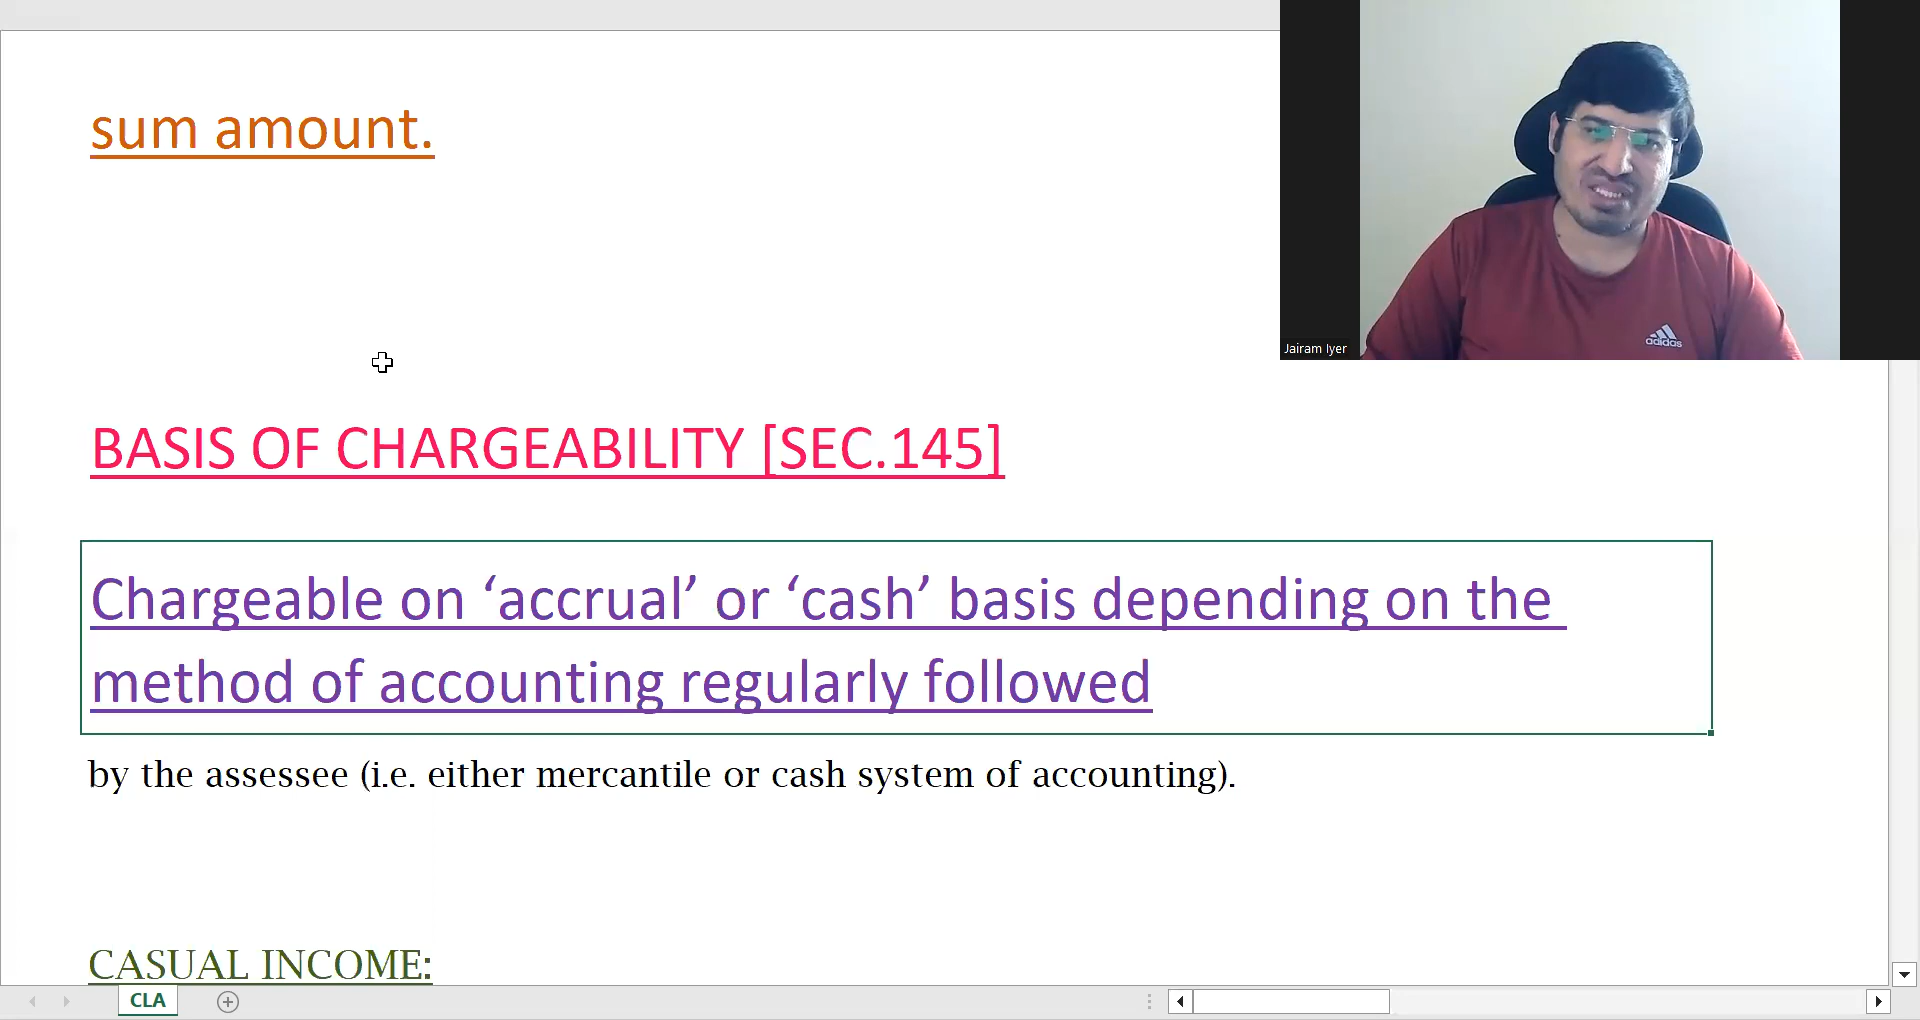 sum amount.
adidas
Jairam Iyer
BASIS OF CHARGEABILITY [SEC.145]
Chargeable on ‘accrual’ or ‘cash’ basis depending on the
method of accounting regularly followed
by the assessee (i.e. either mercantile or cash system of accounting).
CASUAL INCOME:
CLA